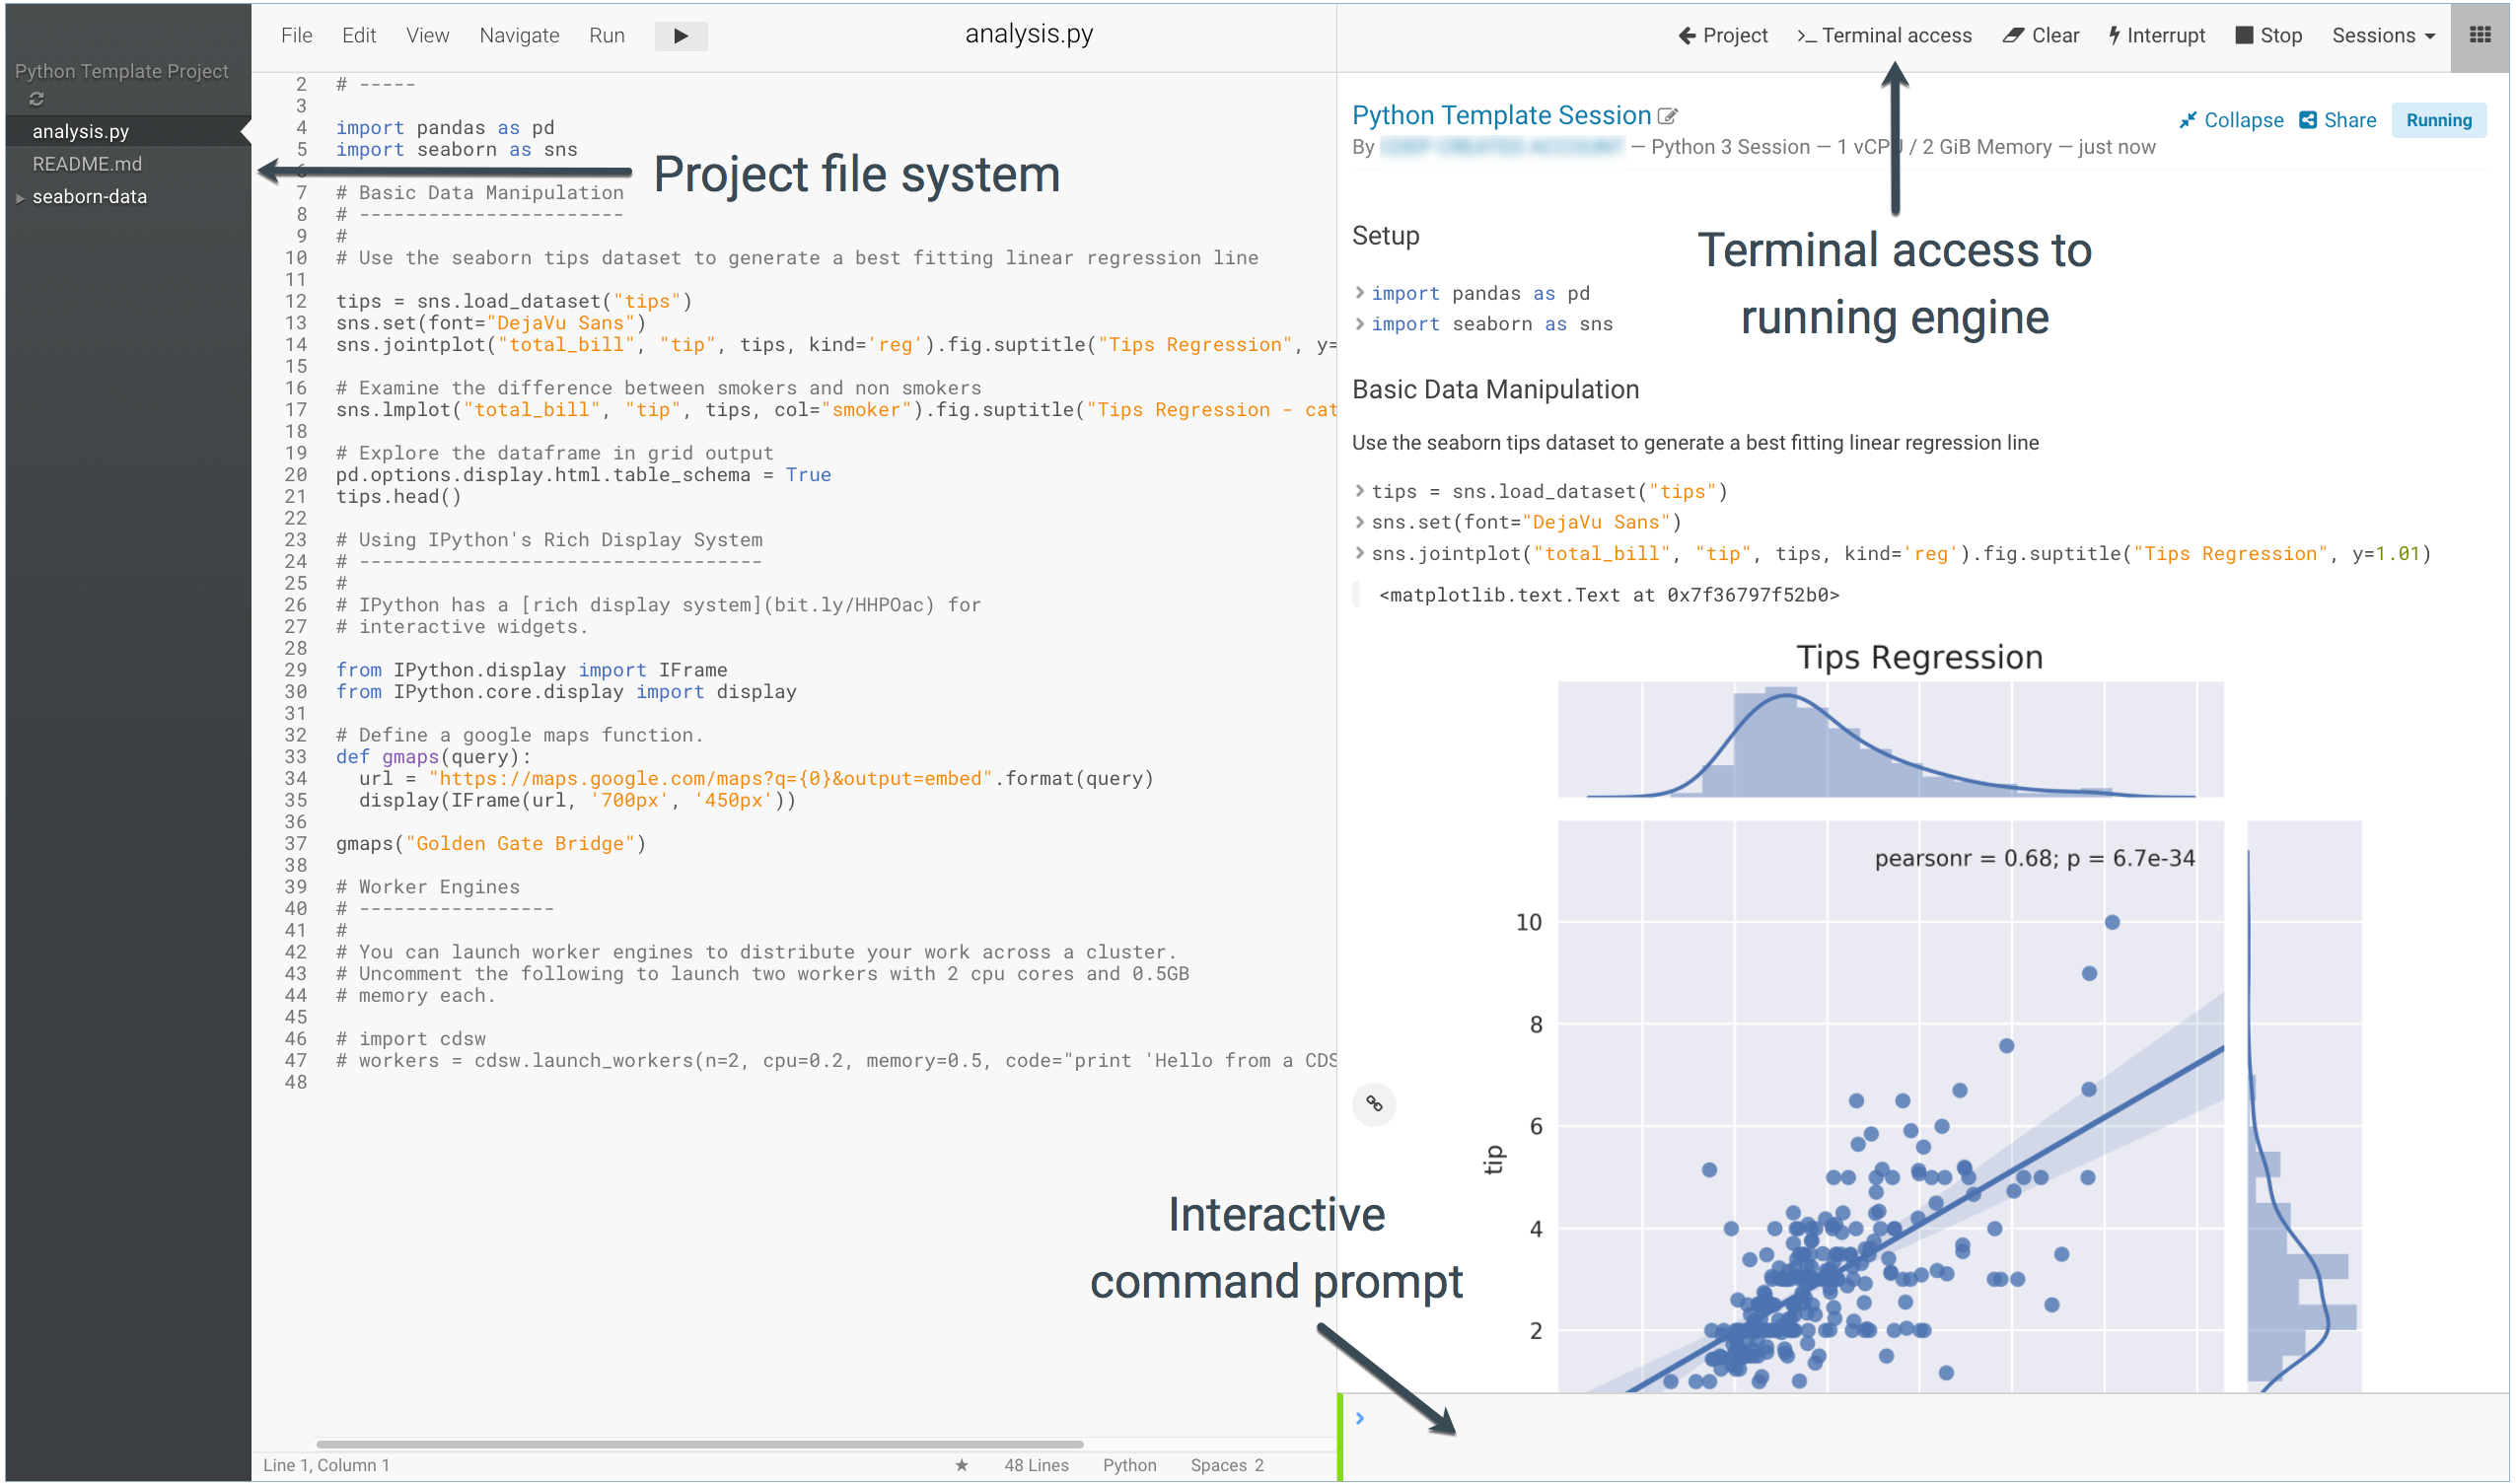 Python Template Project
analysis.py
README.md
seaborn-data
File Edit View Navigate Run
analysis.py
2 # -----
3
4 import pandas as pd
5 import seaborn as sns
7 # Basic Data Manipulation
8 # -----------------------
9 #
10 # Use the seaborn tips dataset to generate a best fitting linear regression line
11
12 tips = sns.load_dataset("tips")
13 sns.set(font="DejaVu Sans")
14 sns.jointplot("total_bill", "tip", tips, kind='reg').fig.suptitle("Tips Regression", y=
15
16 # Examine the difference between smokers and non smokers
17 sns.lmplot("total_bill", "tip", tips, col="smoker").fig.suptitle("Tips Regression - cat
18
19 # Explore the dataframe in grid output
20 pd.options.display.html.table_schema = True
21 tips.head()
22
23 # Using IPython's Rich Display System
24 # -----------------------------------
25 #
26 # IPython has a [rich display system](bit.ly/HHPOac) for
27 # interactive widgets.
28
29 from IPython.display import IFrame
30 from IPython.core.display import display
31
32 # Define a google maps function.
33 def gmaps(query):
34 url = "https://maps.google.com/maps?q={0}&output=embed".format(query)
35 display(IFrame(url, '700px', '450px'))
36
37 gmaps("Golden Gate Bridge")
38
39 # Worker Engines
40 # -----------------
41 #
42 # You can launch worker engines to distribute your work across a cluster.
43 # Uncomment the following to launch two workers with 2 cpu cores and 0.5GB
44 # memory each.
45
46 # import cdsw
47 # workers = cdsw.launch_workers(n=2, cpu=0.2, memory=0.5, code="print 'Hello from a CDS
48
Project file system
Line 1, Column 1
★ 48 Lines Python Spaces 2
Project >_ Terminal access Clear Interrupt Stop Sessions
Python Template Session
Collapse Share Running
By — Python 3 Session — 1 vCPU / 2 GiB Memory — just now
Terminal access to
running engine
Setup
> import pandas as pd
> import seaborn as sns
Basic Data Manipulation
Use the seaborn tips dataset to generate a best fitting linear regression line
> tips = sns.load_dataset("tips")
> sns.set(font="DejaVu Sans")
> sns.jointplot("total_bill", "tip", tips, kind='reg').fig.suptitle("Tips Regression", y=1.01)
<matplotlib.text.Text at 0x7f36797f52b0>
Tips Regression
pearsonr = 0.68; p = 6.7e-34
10
8
6
tip
4
2
Interactive
command prompt
>